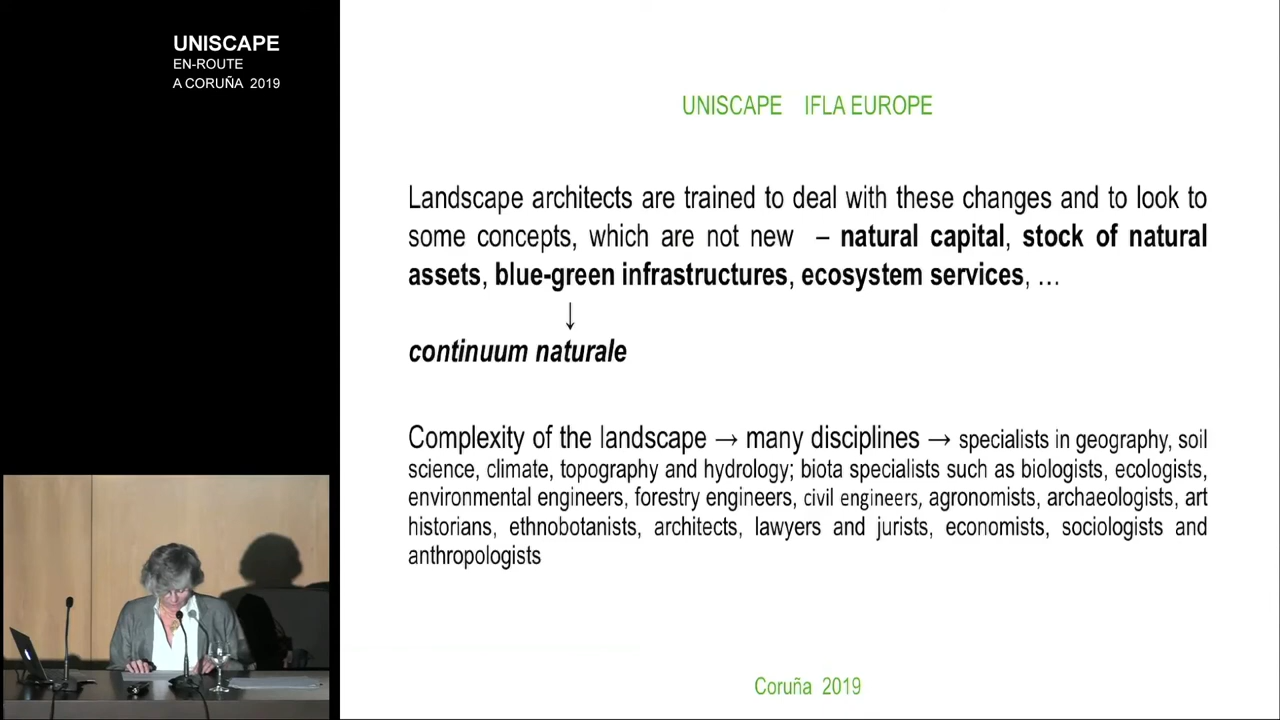 UNISCAPE
EN-ROUTE
A CORUÑA 2019
UNISCAPE IFLA EUROPE
Landscape architects are trained to deal with these changes and to look to
some concepts, which are not new – natural capital, stock of natural
assets, blue-green infrastructures, ecosystem services, …
↓
continuum naturale
Complexity of the landscape → many disciplines → specialists in geography, soil
science, climate, topography and hydrology; biota specialists such as biologists, ecologists,
environmental engineers, forestry engineers, civil engineers, agronomists, archaeologists, art
historians, ethnobotanists, architects, lawyers and jurists, economists, sociologists and
anthropologists
Coruña 2019